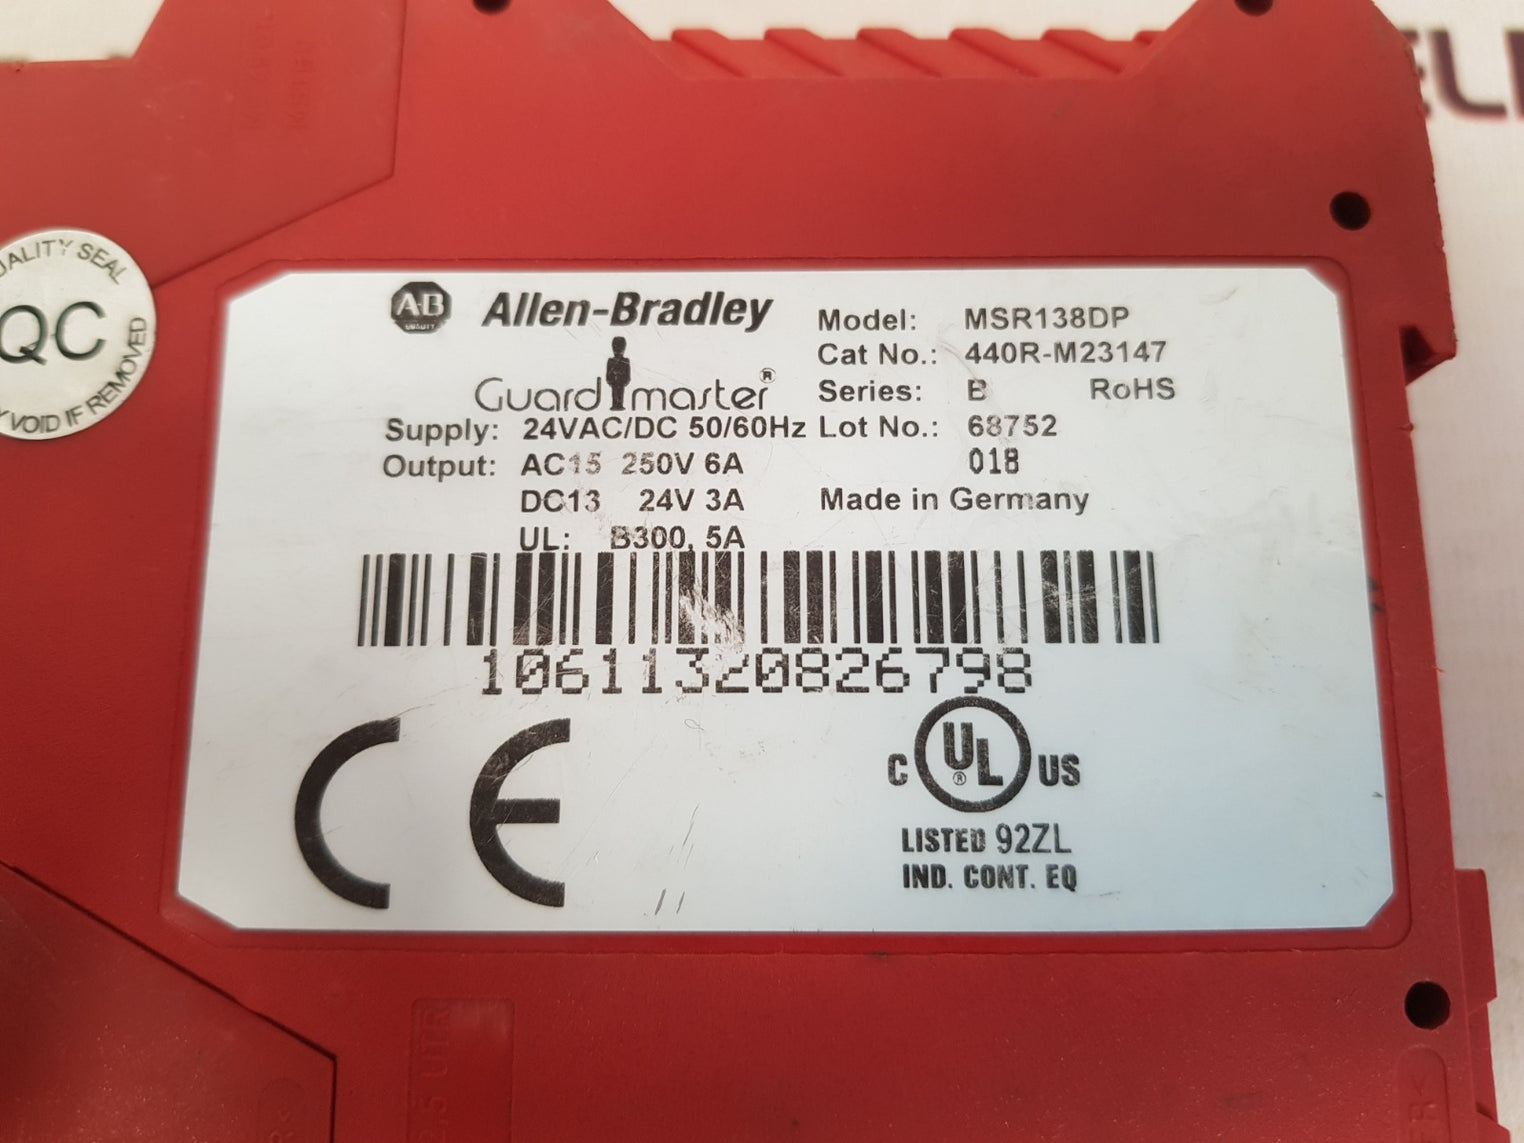 QUALITY SEAL
QC
VOID IF REMOVED
A-B
QUALITY
Allen-Bradley
Guardmaster®
Model: MSR138DP
Cat No.: 440R-M23147
Series: B RoHS
Supply: 24VAC/DC 50/60Hz Lot No.: 68752
Output: AC15 250V 6A 018
DC13 24V 3A Made in Germany
UL: B300, 5A
10611320826798
CE
C UL® US
LISTED 92ZL
IND. CONT. EQ